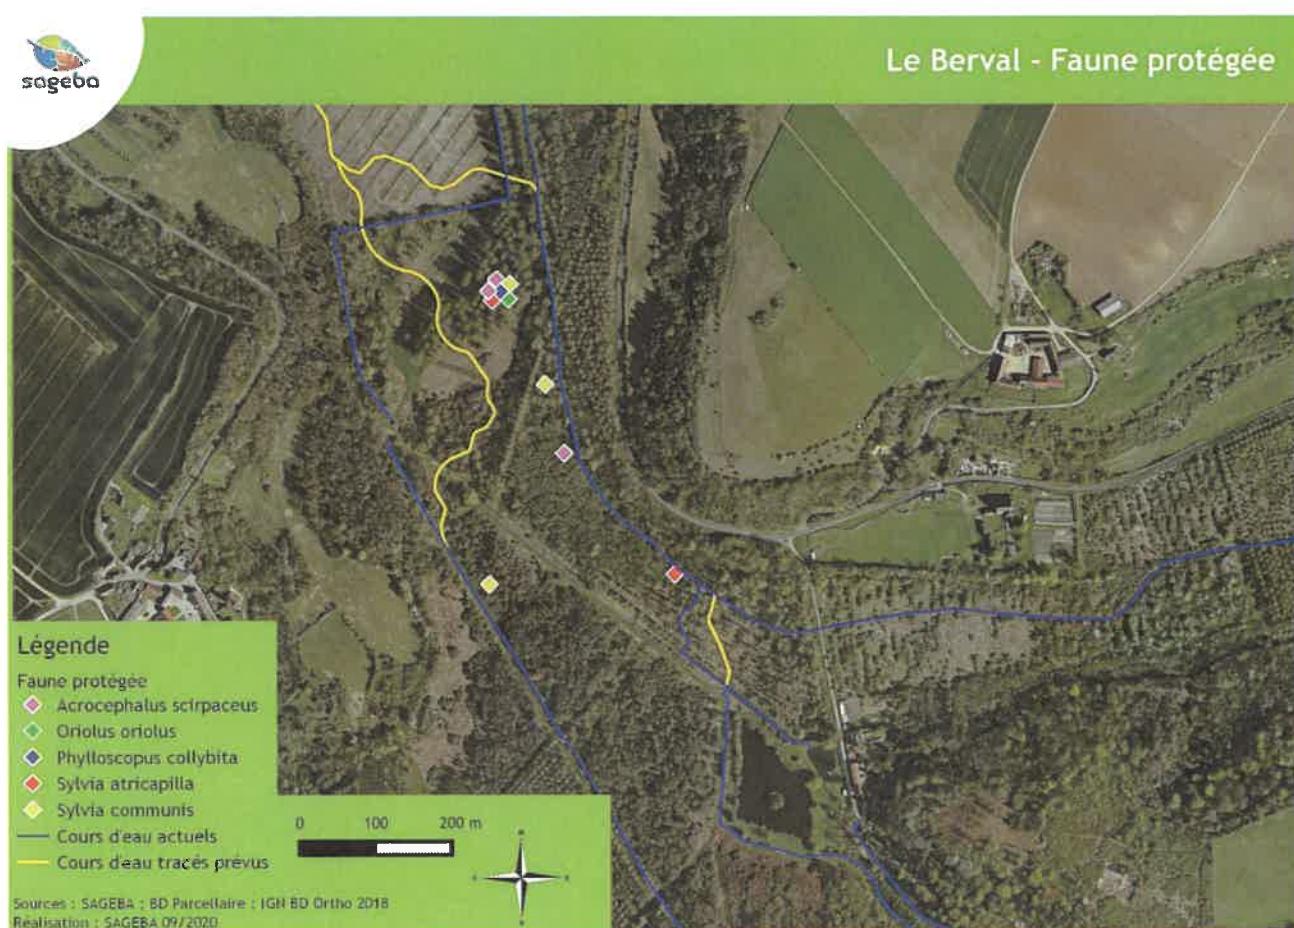 sageba
Le Berval - Faune protégée
Légende
Faune protégée
Acrocephalus scirpaceus
Oriolus oriolus
Phylloscopus collybita
Sylvia atricapilla
Sylvia communis
Cours d'eau actuels
Cours d'eau tracés prévus
0 100 200 m
Sources : SAGEBA ; BD Parcellaire ; IGN BD Ortho 2018
Réalisation : SAGEBA 09/2020